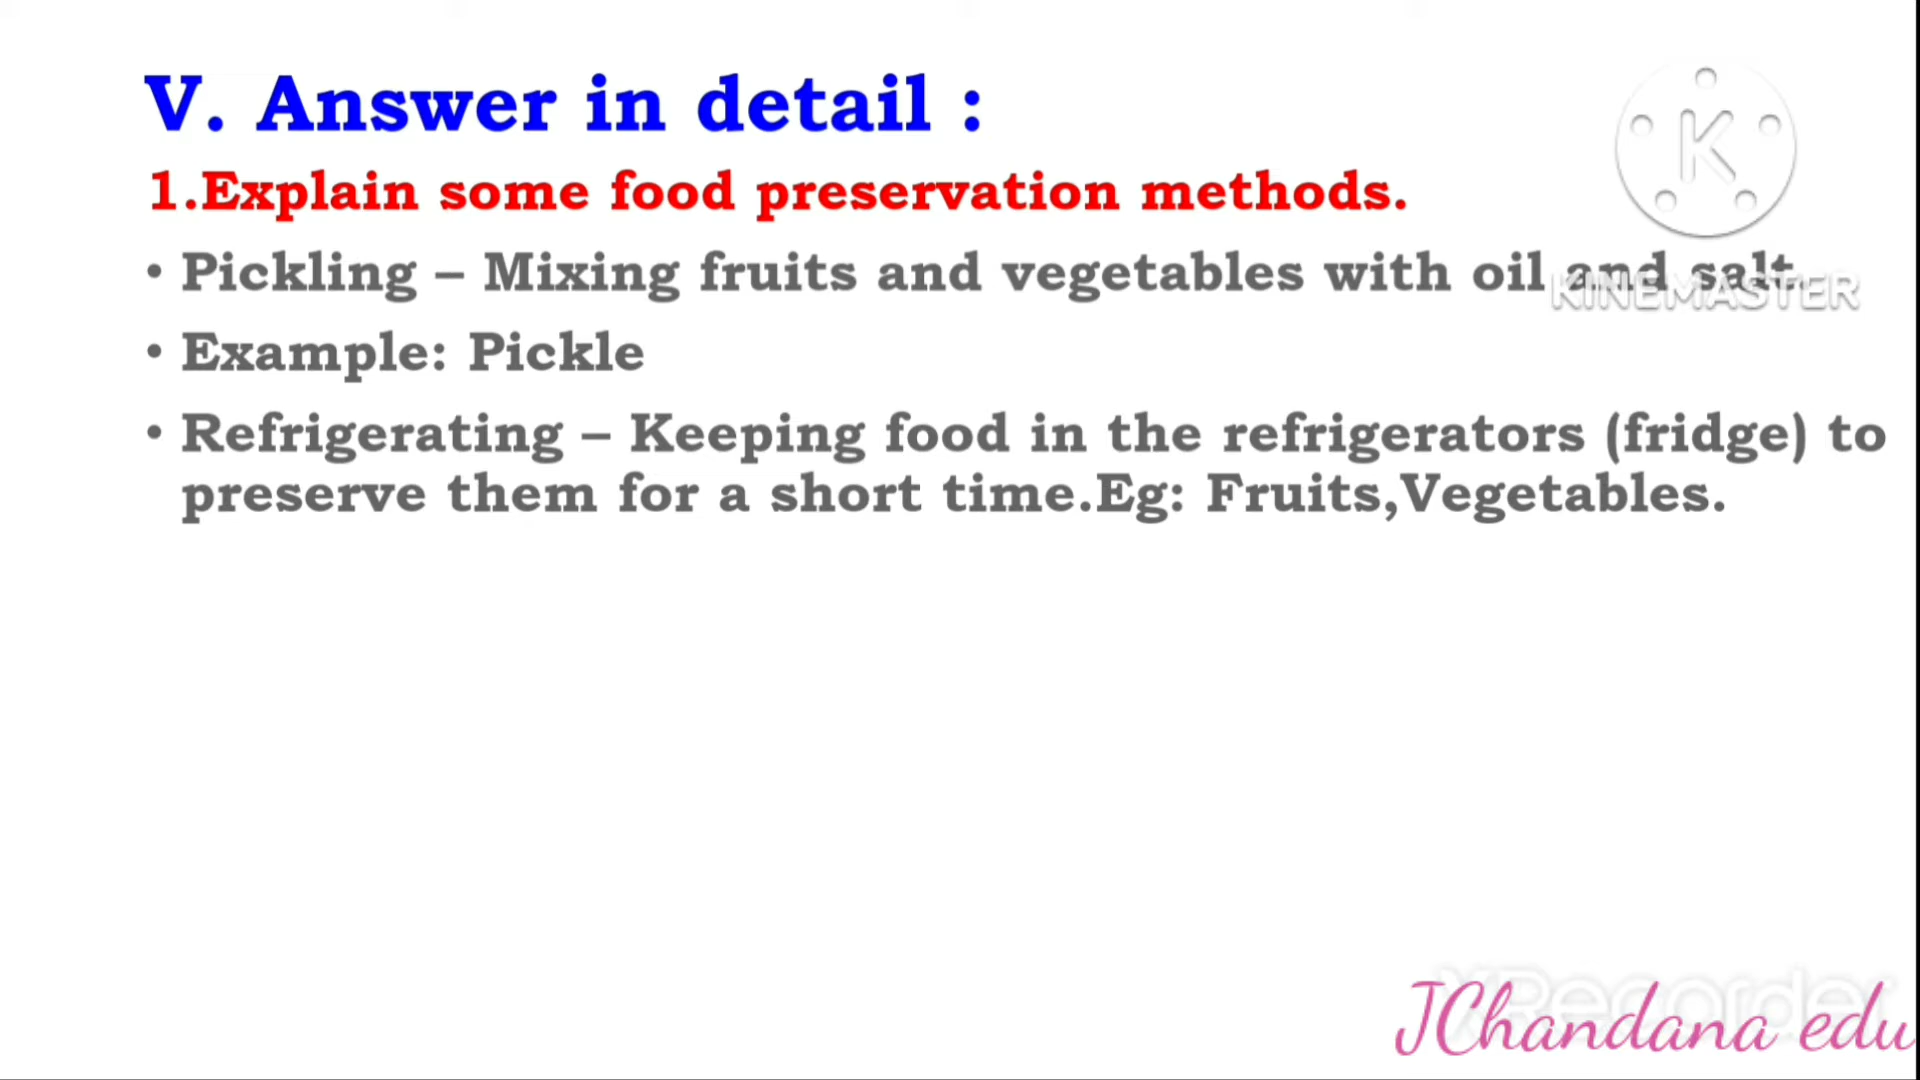 V. Answer in detail :
1.Explain some food preservation methods.
• Pickling – Mixing fruits and vegetables with oil and salt.
KINEMASTER
• Example: Pickle
• Refrigerating – Keeping food in the refrigerators (fridge) to
preserve them for a short time.Eg: Fruits,Vegetables.
XRecorder
JChandana edu